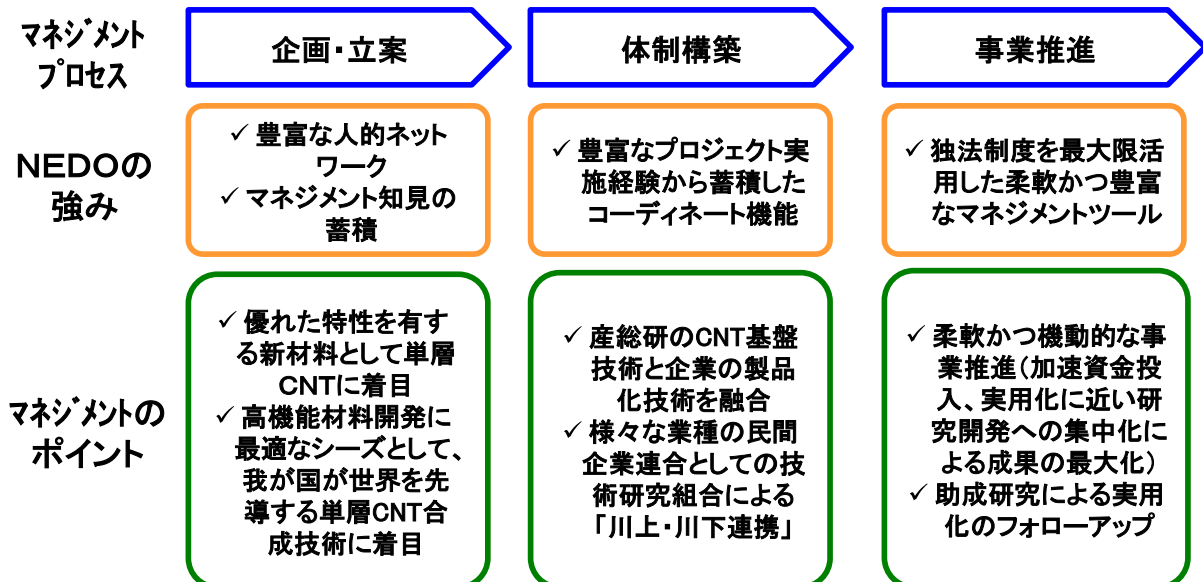 マネジメント
プロセス
企画・立案
体制構築
事業推進
NEDOの
強み
✓ 豊富な人的ネット
ワーク
✓ マネジメント知見の
蓄積
✓ 豊富なプロジェクト実
施経験から蓄積した
コーディネート機能
✓ 独法制度を最大限活
用した柔軟かつ豊富
なマネジメントツール
マネジメントの
ポイント
✓ 優れた特性を有す
る新材料として単層
CNTに着目
✓ 高機能材料開発に
最適なシーズとして、
我が国が世界を先
導する単層CNT合
成技術に着目
✓ 産総研のCNT基盤
技術と企業の製品
化技術を融合
✓ 様々な業種の民間
企業連合としての技
術研究組合による
「川上・川下連携」
✓ 柔軟かつ機動的な事
業推進（加速資金投
入、実用化に近い研
究開発への集中化に
よる成果の最大化）
✓ 助成研究による実用
化のフォローアップ